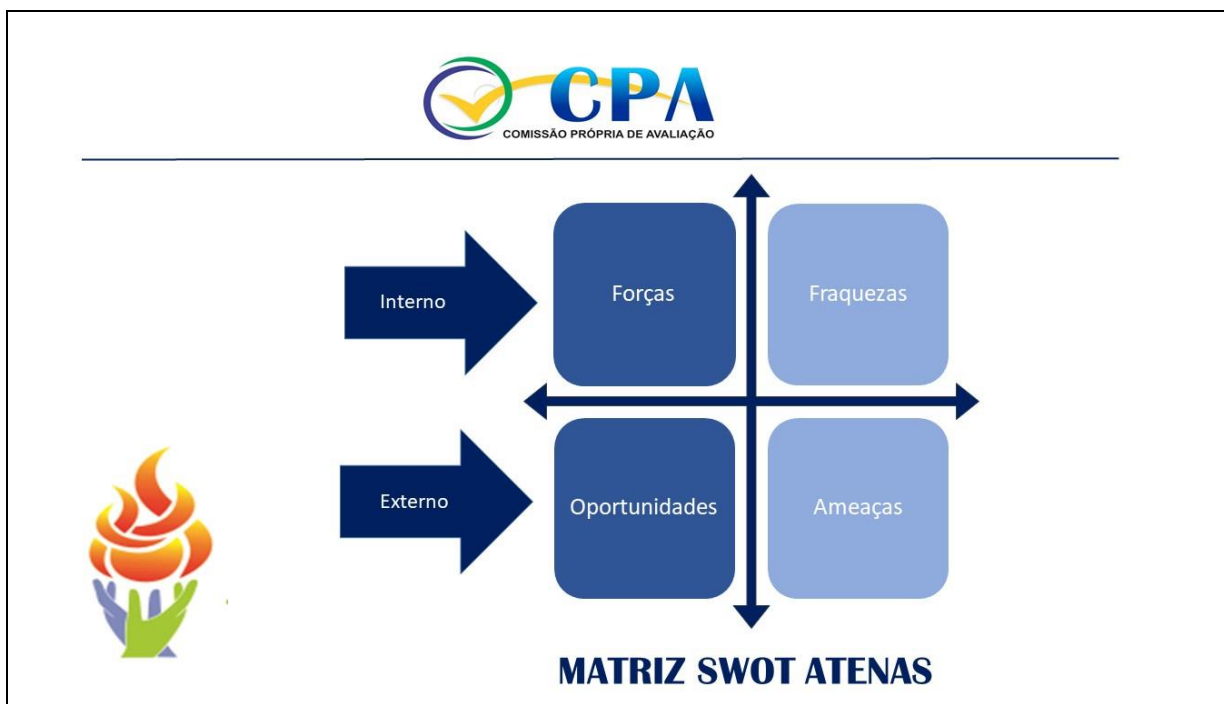 CPA
COMISSÃO PRÓPRIA DE AVALIAÇÃO
Interno
Forças
Fraquezas
Externo
Oportunidades
Ameaças
MATRIZ SWOT ATENAS